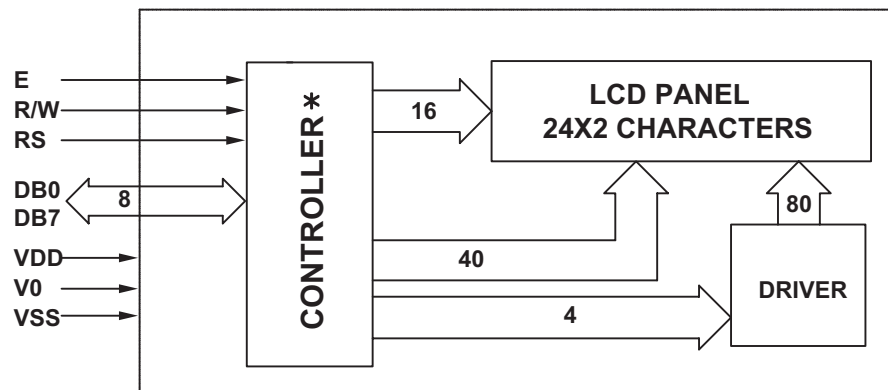 E
R/W
RS
DB0
DB7
8
VDD
V0
VSS
CONTROLLER*
16
LCD PANEL
24X2 CHARACTERS
40
80
4
DRIVER